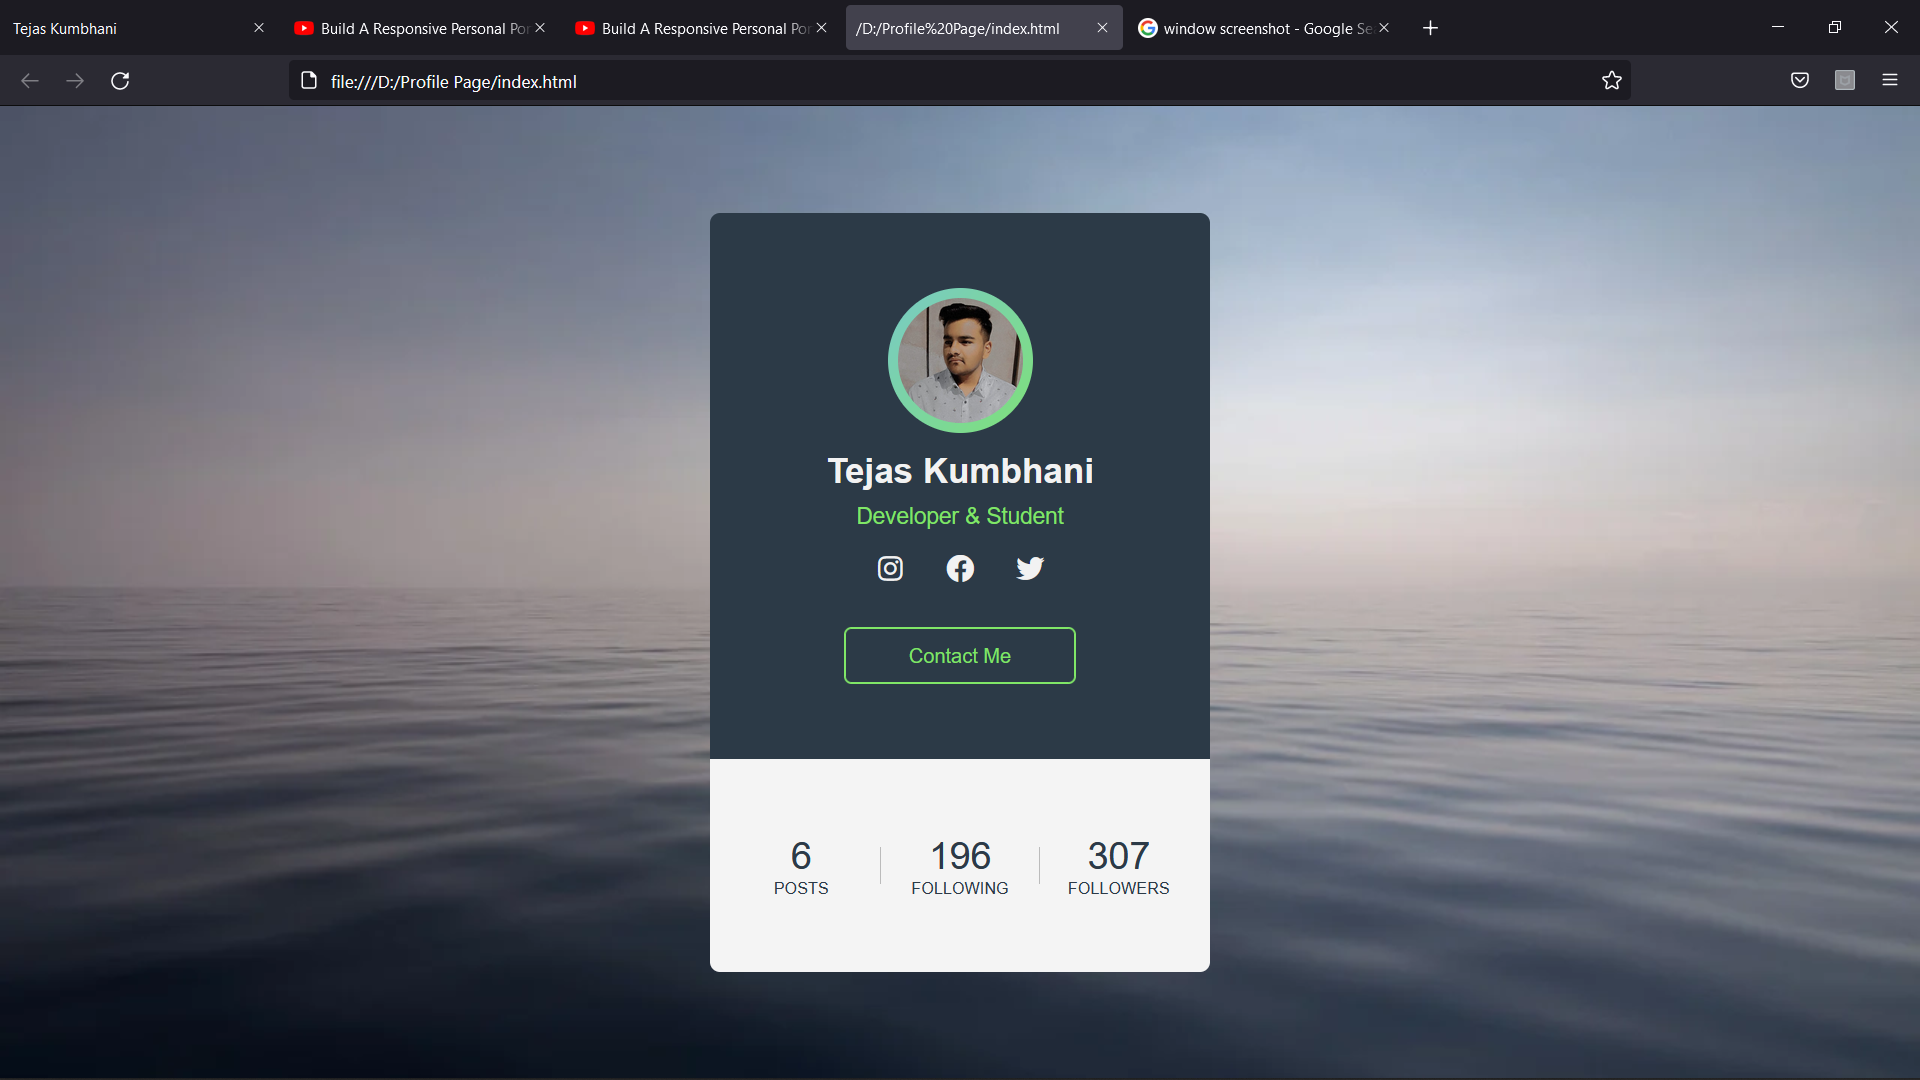 Tejas Kumbhani
Build A Responsive Personal Por
Build A Responsive Personal Por
/D:/Profile%20Page/index.html
window screenshot - Google Se
file:///D:/Profile Page/index.html
Tejas Kumbhani
Developer & Student
Contact Me
6 196 307
POSTS FOLLOWING FOLLOWERS